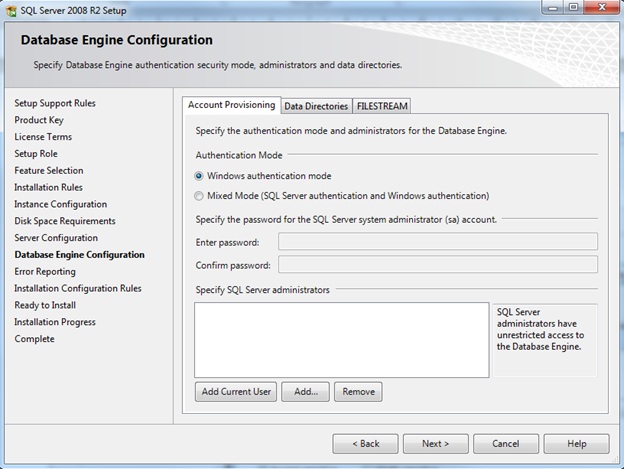 SQL Server 2008 R2 Setup
Database Engine Configuration
Specify Database Engine authentication security mode, administrators and data directories.
Setup Support Rules
Product Key
License Terms
Setup Role
Feature Selection
Installation Rules
Instance Configuration
Disk Space Requirements
Server Configuration
Database Engine Configuration
Error Reporting
Installation Configuration Rules
Ready to Install
Installation Progress
Complete
Account Provisioning Data Directories FILESTREAM
Specify the authentication mode and administrators for the Database Engine.
Authentication Mode
Windows authentication mode
Mixed Mode (SQL Server authentication and Windows authentication)
Specify the password for the SQL Server system administrator (sa) account.
Enter password:
Confirm password:
Specify SQL Server administrators
SQL Server
administrators have
unrestricted access to
the Database Engine.
Add Current User Add... Remove
< Back Next > Cancel Help